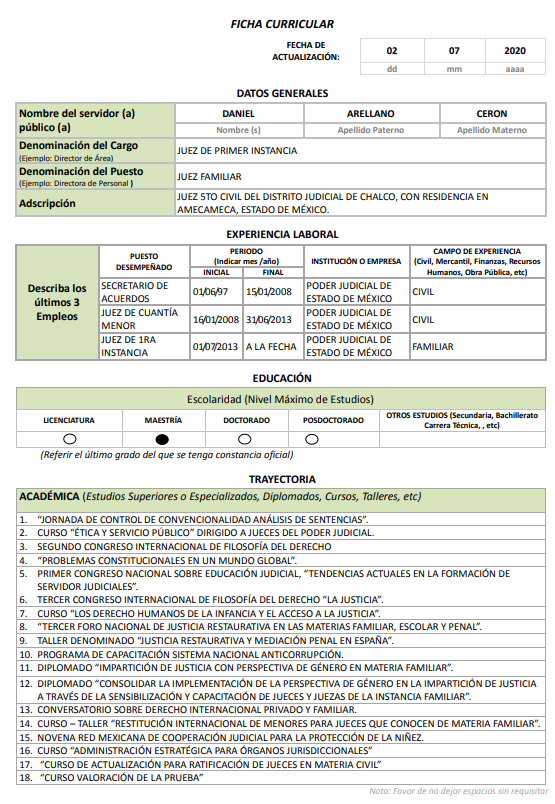 FICHA CURRICULAR
FECHA DE
ACTUALIZACIÓN:
02 07 2020
dd mm aaaa
DATOS GENERALES
Nombre del servidor (a)
público (a)
DANIEL ARELLANO CERON
Nombre (s) Apellido Paterno Apellido Materno
Denominación del Cargo
(Ejemplo: Director de Área)
JUEZ DE PRIMER INSTANCIA
Denominación del Puesto
(Ejemplo: Directora de Personal )
JUEZ FAMILIAR
Adscripción
JUEZ 5TO CIVIL DEL DISTRITO JUDICIAL DE CHALCO, CON RESIDENCIA EN
AMECAMECA, ESTADO DE MÉXICO.
EXPERIENCIA LABORAL
Describa los
últimos 3
Empleos
PUESTO
DESEMPEÑADO
PERIODO
(Indicar mes /año)
INICIAL FINAL
INSTITUCIÓN O EMPRESA
CAMPO DE EXPERIENCIA
(Civil, Mercantil, Finanzas, Recursos
Humanos, Obra Pública, etc)
SECRETARIO DE
ACUERDOS
01/06/97 15/01/2008
PODER JUDICIAL DE
ESTADO DE MÉXICO
CIVIL
JUEZ DE CUANTÍA
MENOR
16/01/2008 31/06/2013
PODER JUDICIAL DE
ESTADO DE MÉXICO
CIVIL
JUEZ DE 1RA
INSTANCIA
01/07/2013 A LA FECHA
PODER JUDICIAL DE
ESTADO DE MÉXICO
FAMILIAR
EDUCACIÓN
Escolaridad (Nivel Máximo de Estudios)
LICENCIATURA MAESTRÍA DOCTORADO POSDOCTORADO
OTROS ESTUDIOS (Secundaria, Bachillerato
Carrera Técnica, , etc)
(Referir el último grado del que se tenga constancia oficial)
TRAYECTORIA
ACADÉMICA (Estudios Superiores o Especializados, Diplomados, Cursos, Talleres, etc)
1. "JORNADA DE CONTROL DE CONVENCIONALIDAD ANÁLISIS DE SENTENCIAS".
2. CURSO "ÉTICA Y SERVICIO PÚBLICO" DIRIGIDO A JUECES DEL PODER JUDICIAL.
3. SEGUNDO CONGRESO INTERNACIONAL DE FILOSOFÍA DEL DERECHO
4. "PROBLEMAS CONSTITUCIONALES EN UN MUNDO GLOBAL".
5. PRIMER CONGRESO NACIONAL SOBRE EDUCACIÓN JUDICIAL, "TENDENCIAS ACTUALES EN LA FORMACIÓN DE
SERVIDOR JUDICIALES".
6. TERCER CONGRESO INTERNACIONAL DE FILOSOFÍA DEL DERECHO "LA JUSTICIA".
7. CURSO "LOS DERECHO HUMANOS DE LA INFANCIA Y EL ACCESO A LA JUSTICIA".
8. "TERCER FORO NACIONAL DE JUSTICIA RESTAURATIVA EN LAS MATERIAS FAMILIAR, ESCOLAR Y PENAL".
9. TALLER DENOMINADO "JUSTICIA RESTAURATIVA Y MEDIACIÓN PENAL EN ESPAÑA".
10. PROGRAMA DE CAPACITACIÓN SISTEMA NACIONAL ANTICORRUPCIÓN.
11. DIPLOMADO "IMPARTICIÓN DE JUSTICIA CON PERSPECTIVA DE GÉNERO EN MATERIA FAMILIAR".
12. DIPLOMADO "CONSOLIDAR LA IMPLEMENTACIÓN DE LA PERSPECTIVA DE GÉNERO EN LA IMPARTICIÓN DE JUSTICIA
A TRAVÉS DE LA SENSIBILIZACIÓN Y CAPACITACIÓN DE JUECES Y JUEZAS DE LA INSTANCIA FAMILIAR".
13. CONVERSATORIO SOBRE DERECHO INTERNACIONAL PRIVADO Y FAMILIAR.
14. CURSO – TALLER "RESTITUCIÓN INTERNACIONAL DE MENORES PARA JUECES QUE CONOCEN DE MATERIA FAMILIAR".
15. NOVENA RED MEXICANA DE COOPERACIÓN JUDICIAL PARA LA PROTECCIÓN DE LA NIÑEZ.
16. CURSO "ADMINISTRACIÓN ESTRATÉGICA PARA ÓRGANOS JURISDICCIONALES"
17. "CURSO DE ACTUALIZACIÓN PARA RATIFICACIÓN DE JUECES EN MATERIA CIVIL"
18. "CURSO VALORACIÓN DE LA PRUEBA"
Nota: Favor de no dejar espacios sin requisitar